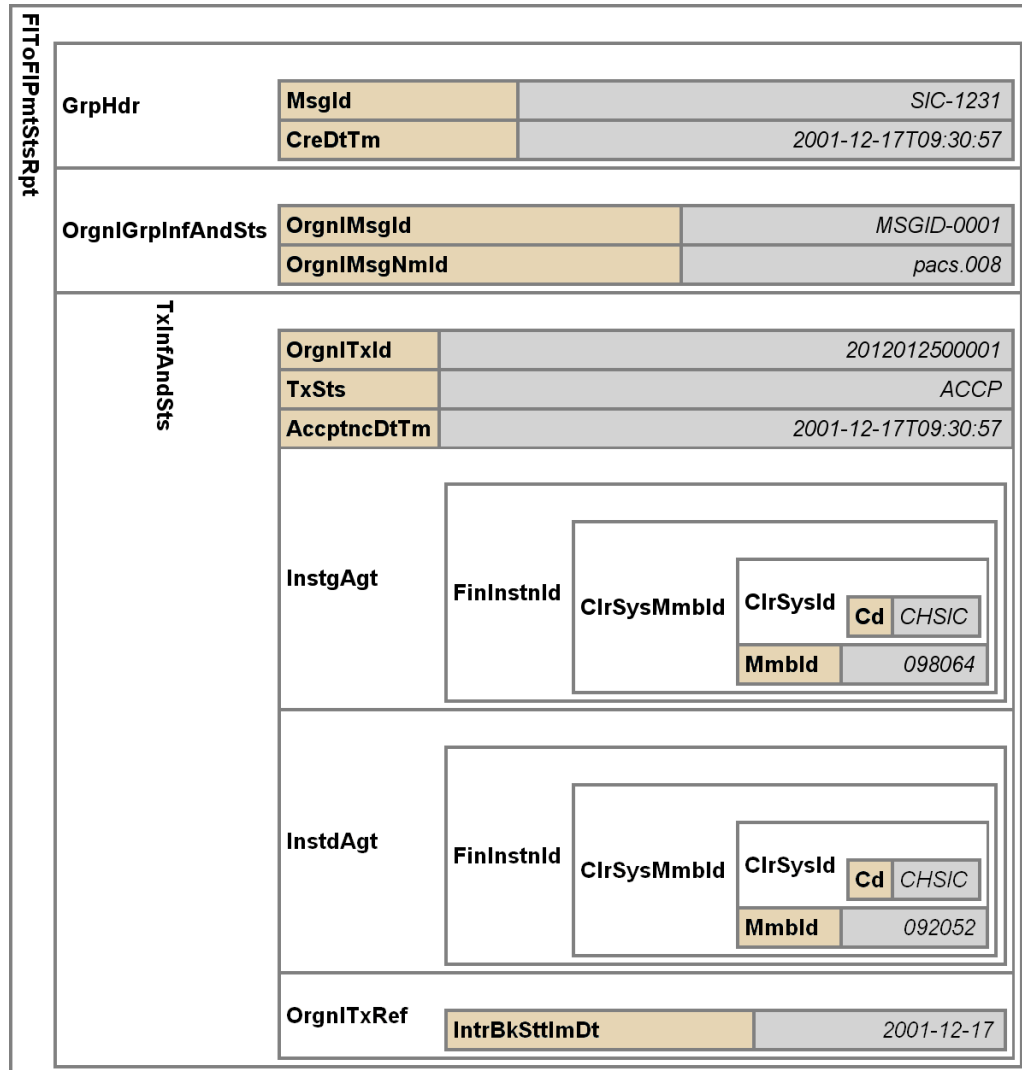 FIToFIPmtStsRpt
GrpHdr
MsgId SIC-1231
CreDtTm 2001-12-17T09:30:57
OrgnlGrpInfAndSts
OrgnlMsgId MSGID-0001
OrgnlMsgNmId pacs.008
TxInfAndSts
OrgnlTxId 2012012500001
TxSts ACCP
AccptncDtTm 2001-12-17T09:30:57
InstgAgt
FinInstnId
ClrSysMmbId
ClrSysId
Cd CHSIC
MmbId 098064
InstdAgt
FinInstnId
ClrSysMmbId
ClrSysId
Cd CHSIC
MmbId 092052
OrgnlTxRef
IntrBkSttlmDt 2001-12-17